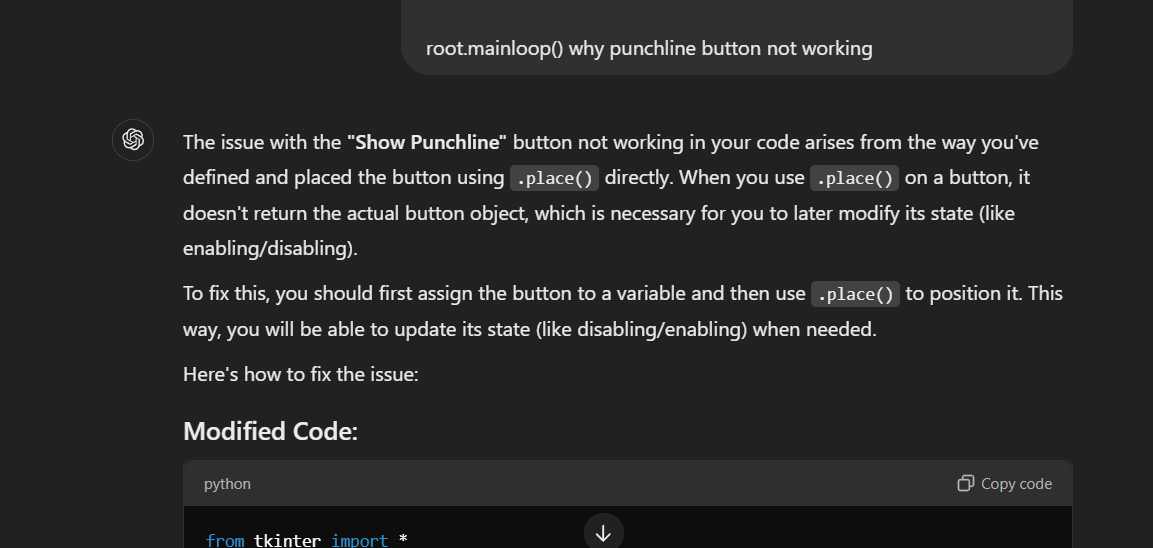 root.mainloop() why punchline button not working
The issue with the "Show Punchline" button not working in your code arises from the way you've
defined and placed the button using .place() directly. When you use .place() on a button, it
doesn't return the actual button object, which is necessary for you to later modify its state (like
enabling/disabling).
To fix this, you should first assign the button to a variable and then use .place() to position it. This
way, you will be able to update its state (like disabling/enabling) when needed.
Here's how to fix the issue:
Modified Code:
python Copy code
from tkinter import *